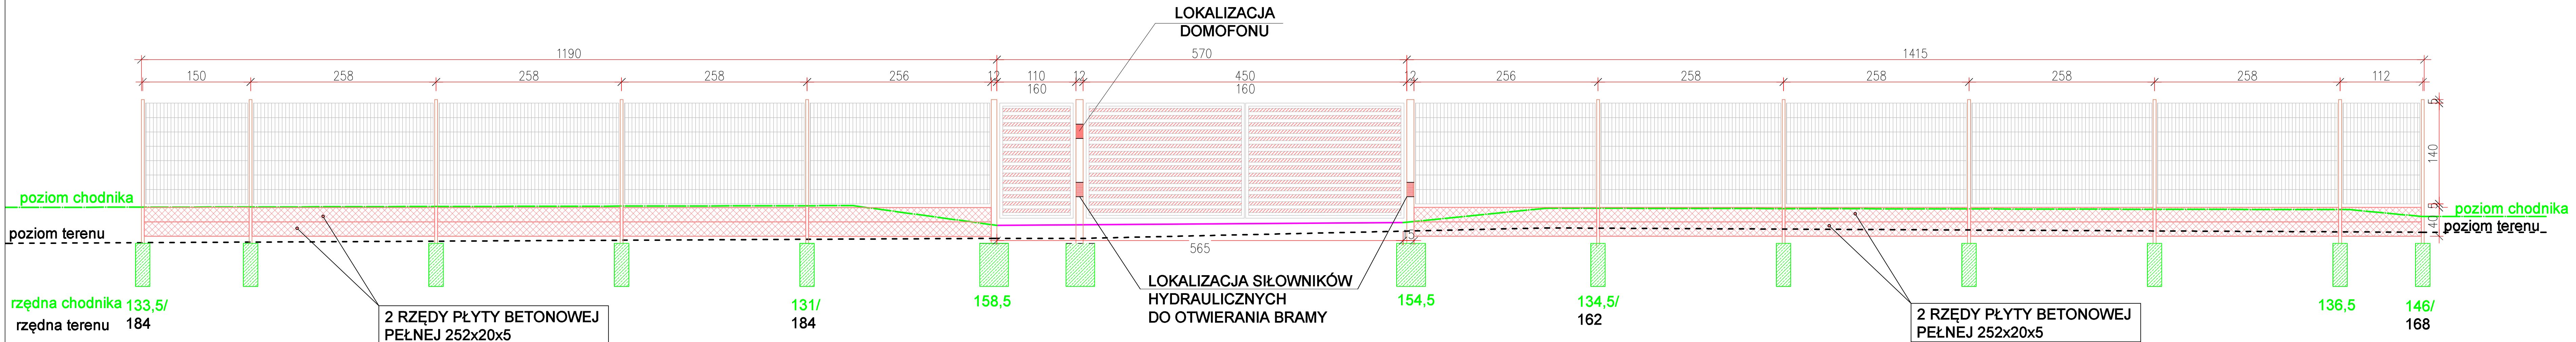 LOKALIZACJA
DOMOFONU
1190
570
1415
150
258
258
258
256
12
110
12
450
12
256
258
258
258
258
112
160
160
5
140
5
40
poziom chodnika
poziom terenu
poziom chodnika
poziom terenu
565
LOKALIZACJA SIŁOWNIKÓW
HYDRAULICZNYCH
DO OTWIERANIA BRAMY
rzędna chodnika
133,5/
131/
158,5
154,5
134,5/
136,5
146/
rzędna terenu
184
184
162
168
2 RZĘDY PŁYTY BETONOWEJ
PEŁNEJ 252x20x5
2 RZĘDY PŁYTY BETONOWEJ
PEŁNEJ 252x20x5